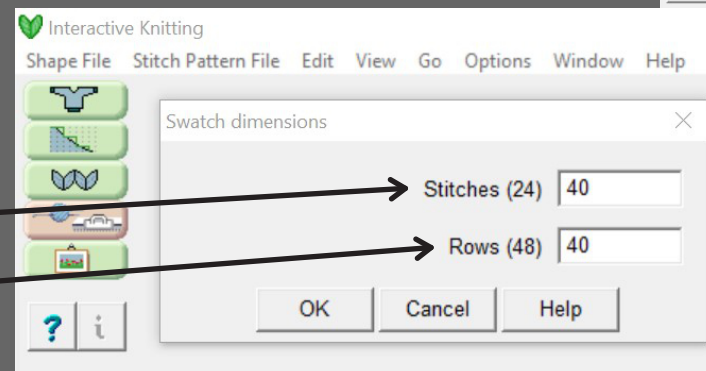 Interactive Knitting
Shape File Stitch Pattern File Edit View Go Options Window Help
Swatch dimensions
Stitches (24) 40
Rows (48) 40
OK Cancel Help
? i